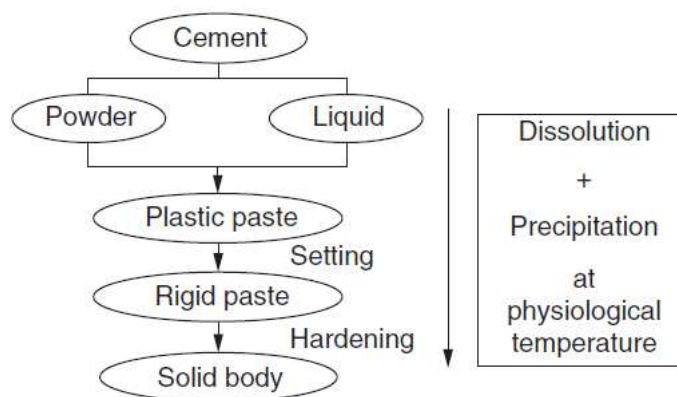 Cement
Powder
Liquid
Plastic paste
Setting
Rigid paste
Hardening
Solid body
Dissolution
+
Precipitation
at
physiological
temperature